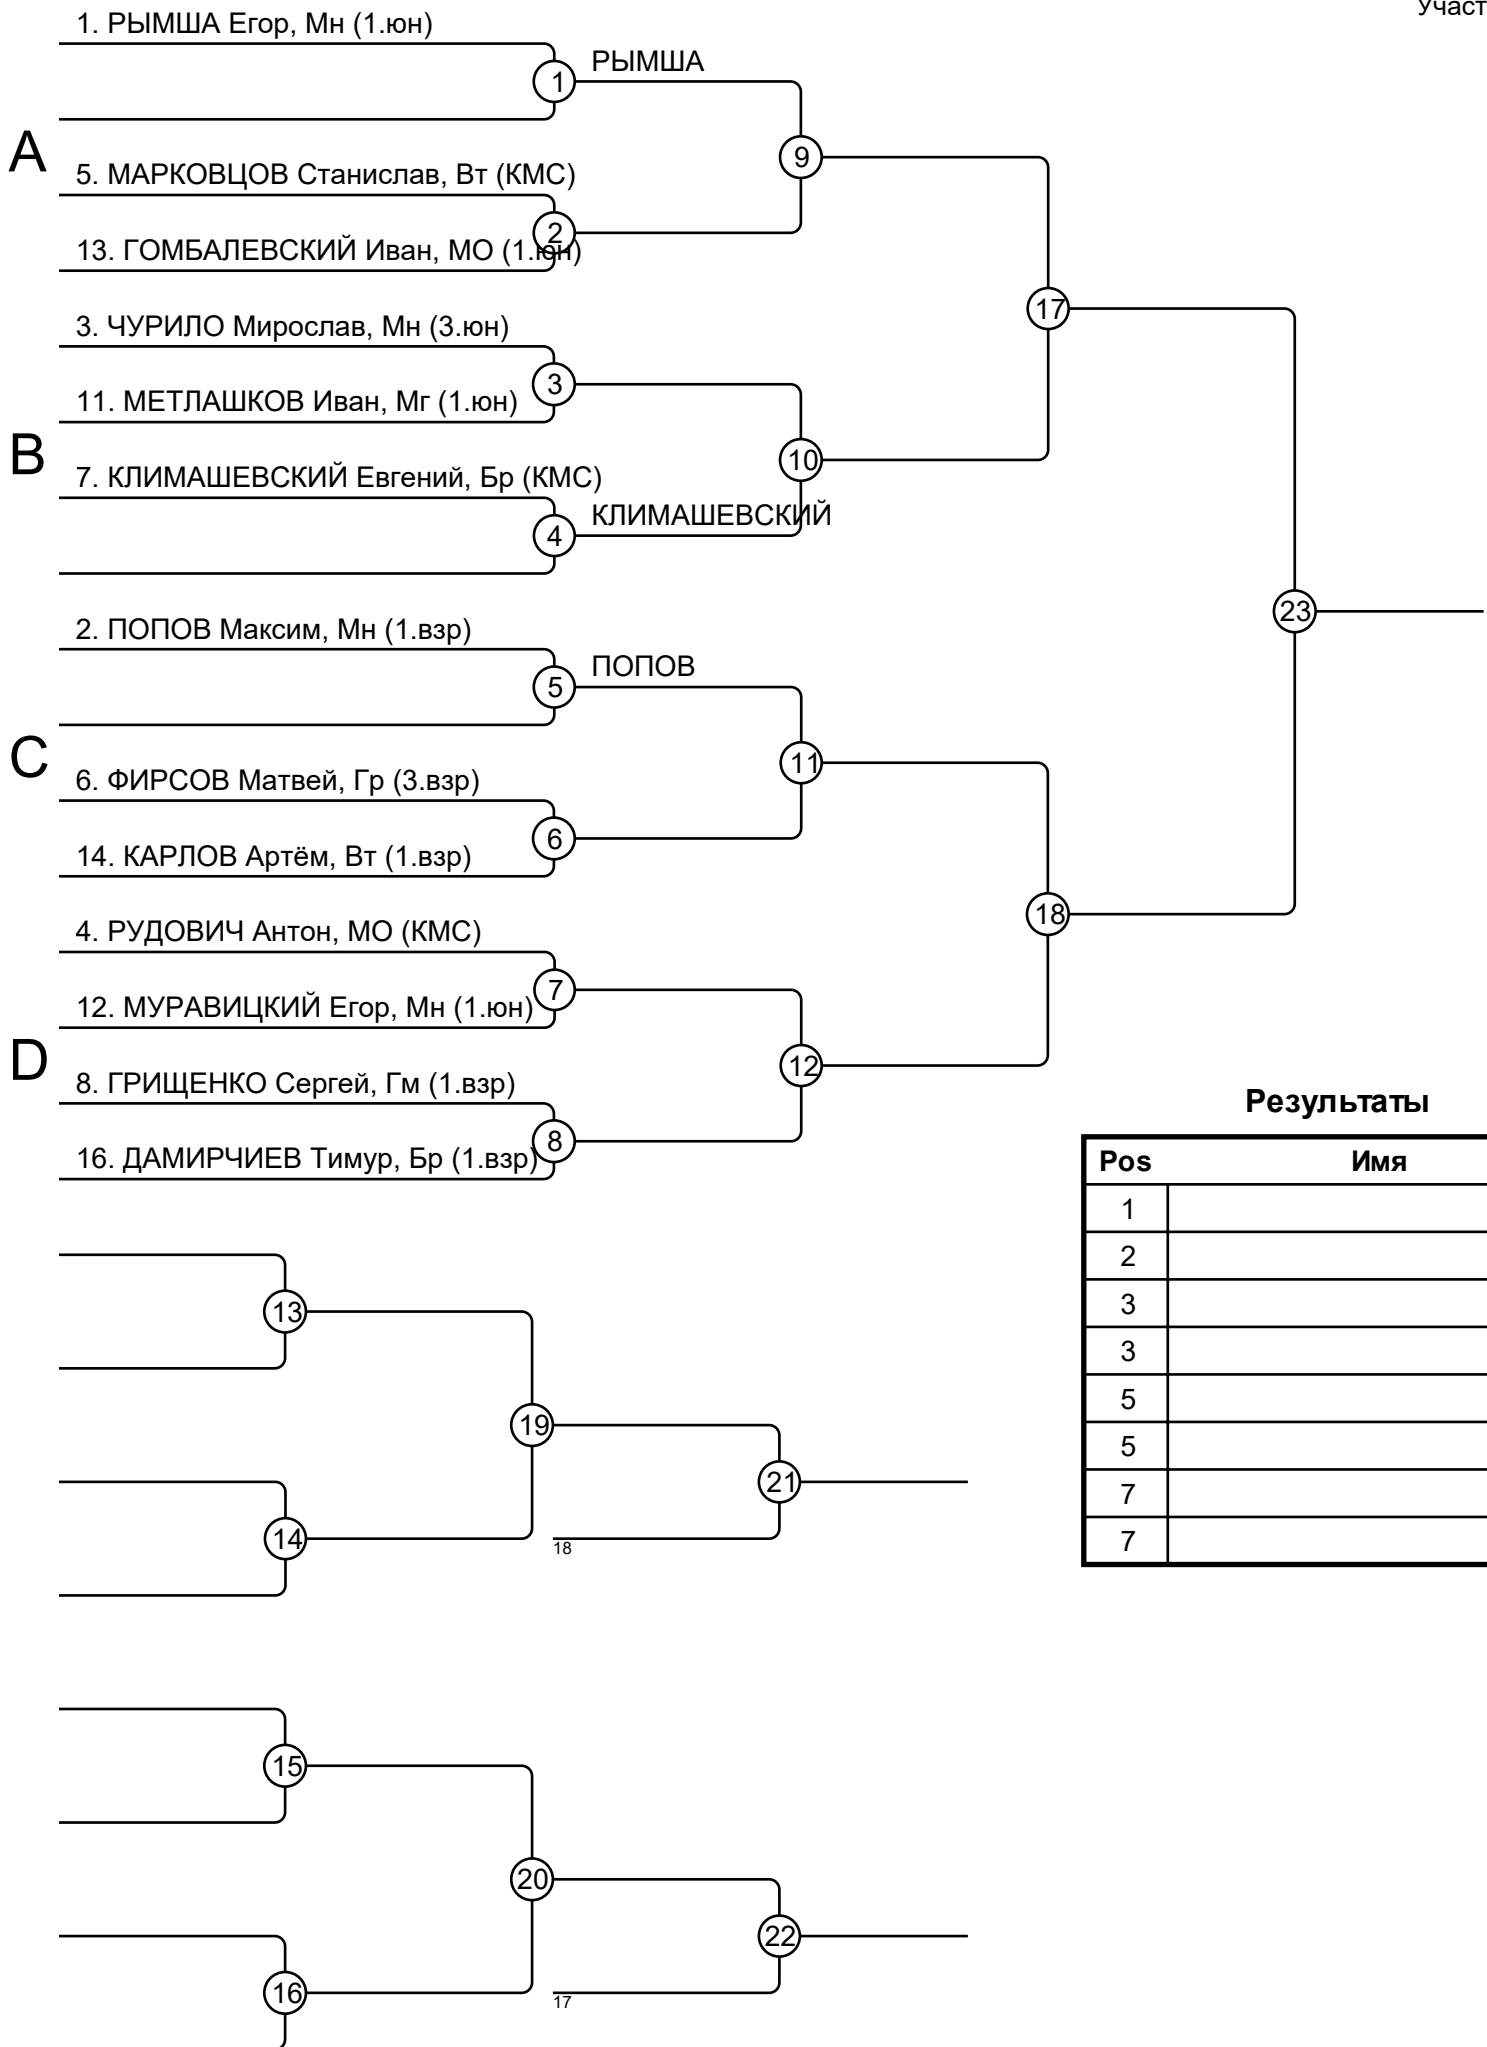 Участ
1. РЫМША Егор, Мн (1.юн)
РЫМША
1
A
9
5. МАРКОВЦОВ Станислав, Вт (КМС)
2
13. ГОМБАЛЕВСКИЙ Иван, МО (1.юн)
17
3. ЧУРИЛО Мирослав, Мн (3.юн)
3
11. МЕТЛАШКОВ Иван, Мг (1.юн)
B
10
7. КЛИМАШЕВСКИЙ Евгений, Бр (КМС)
КЛИМАШЕВСКИЙ
4
23
2. ПОПОВ Максим, Мн (1.взр)
ПОПОВ
5
C
11
6. ФИРСОВ Матвей, Гр (3.взр)
6
14. КАРЛОВ Артём, Вт (1.взр)
18
4. РУДОВИЧ Антон, МО (КМС)
7
12. МУРАВИЦКИЙ Егор, Мн (1.юн)
D
12
8. ГРИЩЕНКО Сергей, Гм (1.взр)
8
16. ДАМИРЧИЕВ Тимур, Бр (1.взр)
Результаты
Pos Имя
1
2
3
3
5
5
7
7
13
19
21
14
18
15
20
22
16
17